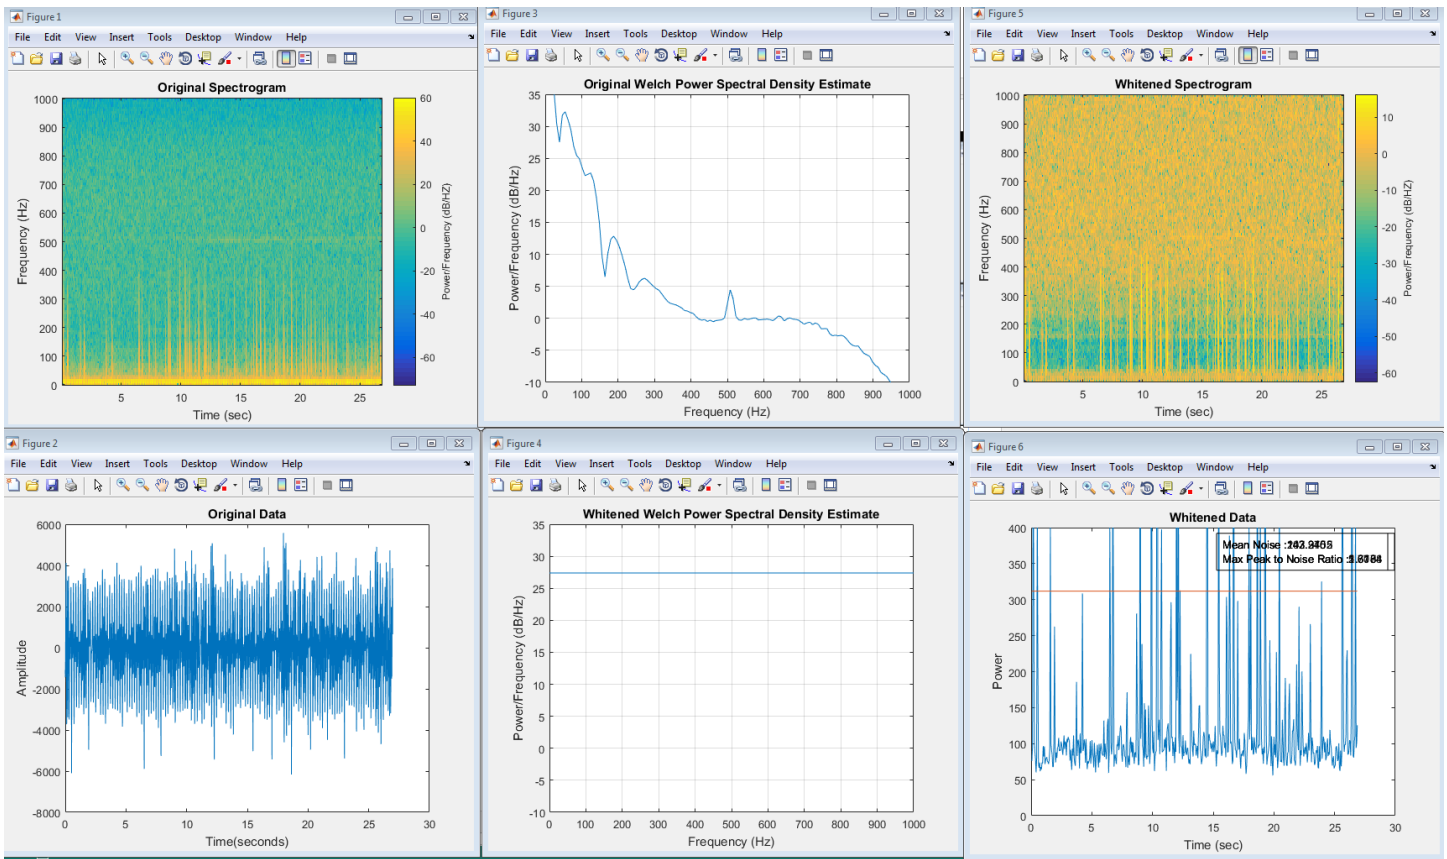 Figure 1
File Edit View Insert Tools Desktop Window Help
Original Spectrogram
1000
900
800
700
600
500
400
300
200
100
0
Frequency (Hz)
5 10 15 20 25
Time (sec)
60
40
20
0
-20
-40
-60
Power/Frequency (dB/HZ)
Figure 3
File Edit View Insert Tools Desktop Window Help
Original Welch Power Spectral Density Estimate
35
30
25
20
15
10
5
0
-5
-10
Power/Frequency (dB/Hz)
0 100 200 300 400 500 600 700 800 900 1000
Frequency (Hz)
Figure 5
File Edit View Insert Tools Desktop Window Help
Whitened Spectrogram
1000
900
800
700
600
500
400
300
200
100
0
Frequency (Hz)
5 10 15 20 25
Time (sec)
10
0
-10
-20
-30
-40
-50
-60
Power/Frequency (dB/HZ)
Figure 2
File Edit View Insert Tools Desktop Window Help
Original Data
6000
4000
2000
0
-2000
-4000
-6000
-8000
Amplitude
0 5 10 15 20 25 30
Time(seconds)
Figure 4
File Edit View Insert Tools Desktop Window Help
Whitened Welch Power Spectral Density Estimate
35
30
25
20
15
10
5
0
-5
-10
Power/Frequency (dB/Hz)
0 100 200 300 400 500 600 700 800 900 1000
Frequency (Hz)
Figure 6
File Edit View Insert Tools Desktop Window Help
Whitened Data
400
350
300
250
200
150
100
50
0
Power
Mean Noise :
Max Peak to Noise Ratio :
0 5 10 15 20 25 30
Time (sec)